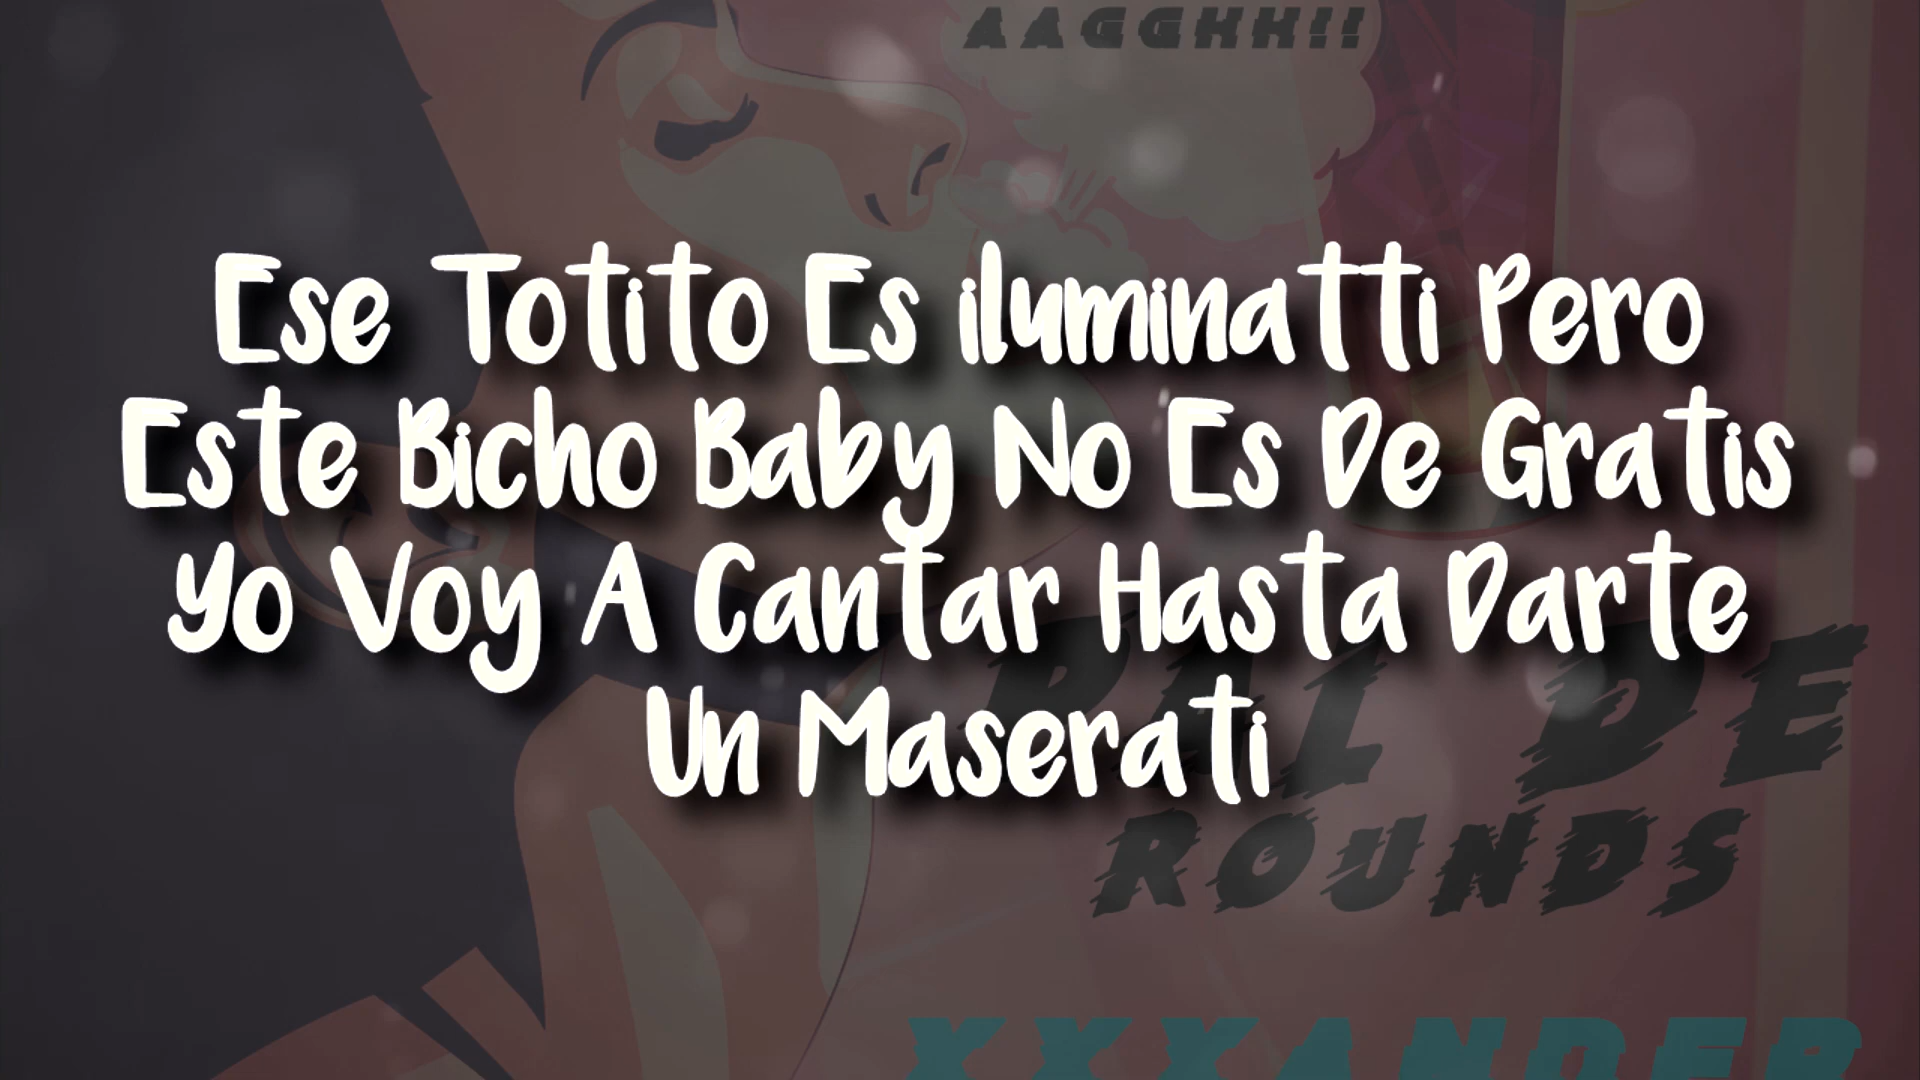 AAGGHH!!
Ese Totito Es iluminatti Pero
Este Bicho Baby No Es De Gratis
Yo Voy A Cantar Hasta Darte
Un Maserati
PAL DE
ROUNDS
XXXANDER